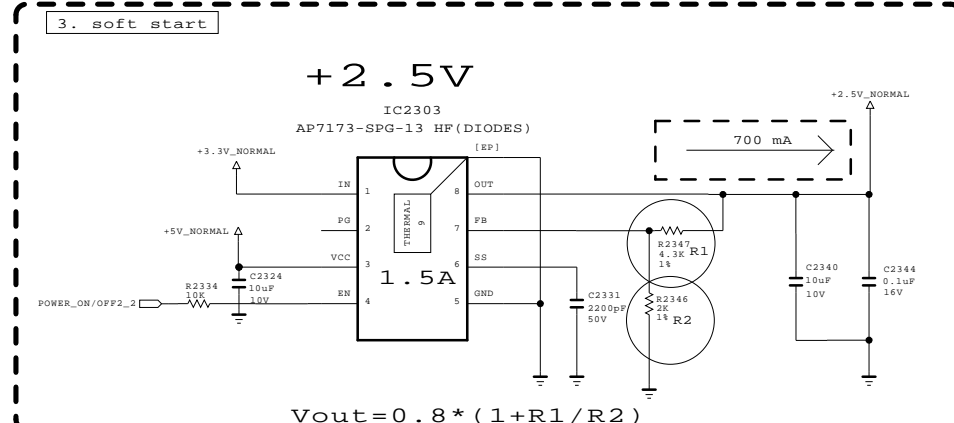 3. soft start
+2.5V
IC2303
AP7173-SPG-13 HF(DIODES)
[EP]
+2.5V_NORMAL
700 mA
+3.3V_NORMAL
IN
1
8
OUT
THERMAL
9
PG
2
7
FB
+5V_NORMAL
R2347
4.3K
1%
R1
VCC
3
6
SS
1.5A
C2324
10uF
10V
R2334
10K
POWER_ON/OFF2_2
EN
4
5
GND
C2331
2200pF
50V
R2346
2K
1%
R2
C2340
10uF
10V
C2344
0.1uF
16V
Vout=0.8*(1+R1/R2)